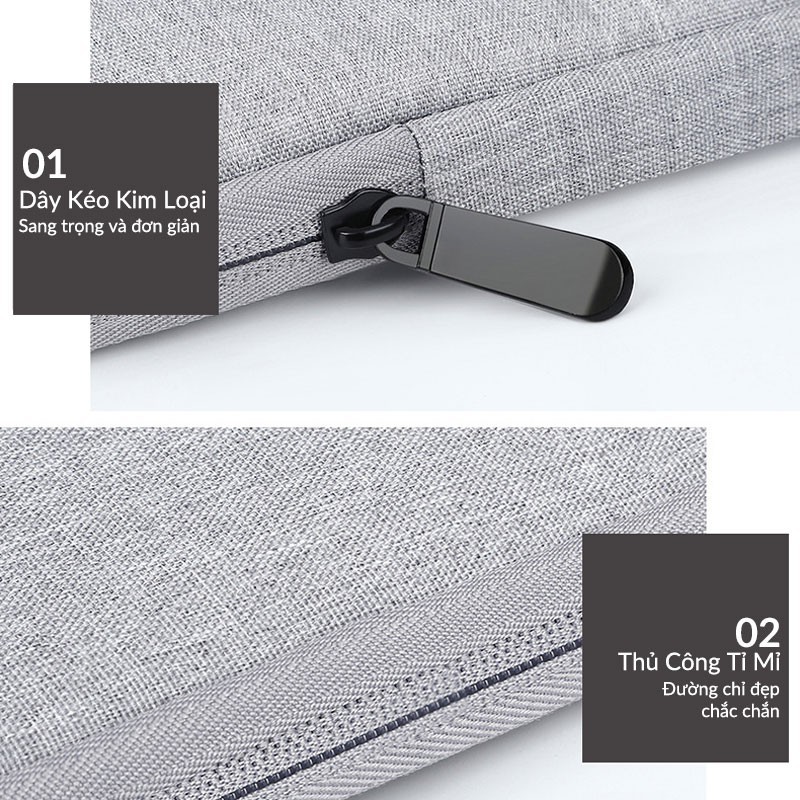 01
Dây Kéo Kim Loại
Sang trọng và đơn giản
02
Thủ Công Tỉ Mỉ
Đường chỉ đẹp
chắc chắn